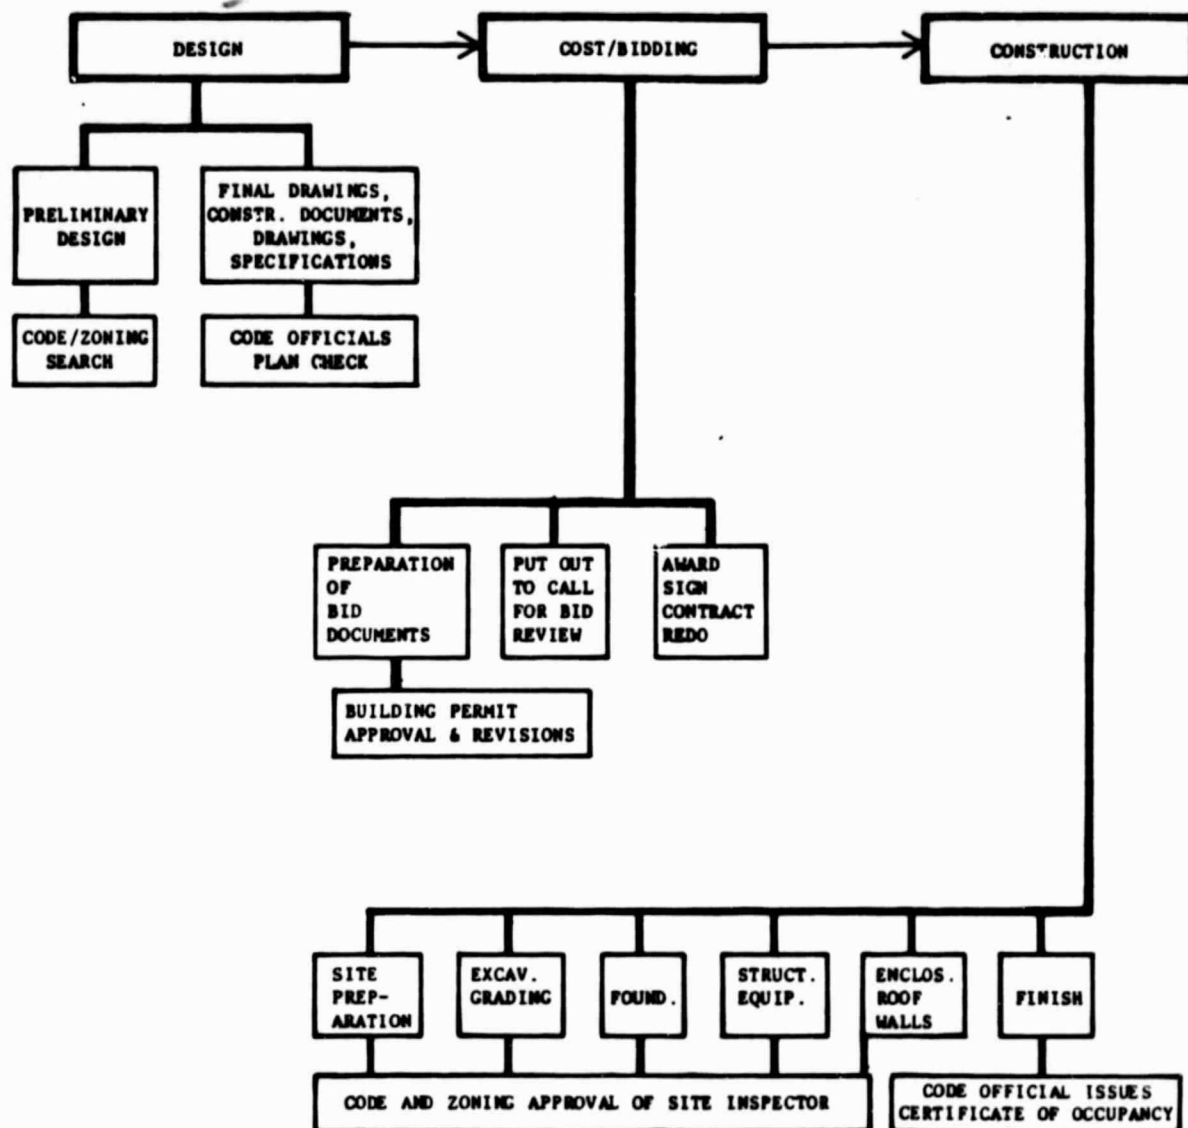 DESIGN
COST/BIDDING
CONSTRUCTION
PRELIMINARY
DESIGN
FINAL DRAWINGS,
CONSTR. DOCUMENTS,
DRAWINGS,
SPECIFICATIONS
CODE/ZONING
SEARCH
CODE OFFICIALS
PLAN CHECK
PREPARATION
OF
BID
DOCUMENTS
PUT OUT
TO CALL
FOR BID
REVIEW
AWARD
SIGN
CONTRACT
REDO
BUILDING PERMIT
APPROVAL & REVISIONS
SITE
PREP-
ARATION
EXCAV.
GRADING
FOUND.
STRUCT.
EQUIP.
ENCLOS.
ROOF
WALLS
FINISH
CODE AND ZONING APPROVAL OF SITE INSPECTOR
CODE OFFICIAL ISSUES
CERTIFICATE OF OCCUPANCY